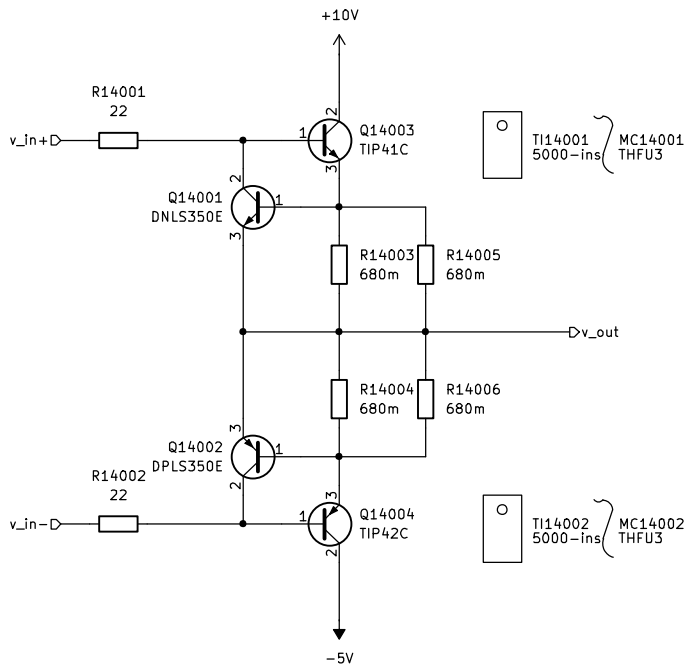 +10V
R14001
22
v_in+
1
2
3
Q14003
TIP41C
TI14001
5000-ins
MC14001
THFU3
Q14001
DNLS350E
2
1
3
R14003
680m
R14005
680m
v_out
R14004
680m
R14006
680m
Q14002
DPLS350E
3
1
2
R14002
22
v_in-
1
3
2
Q14004
TIP42C
TI14002
5000-ins
MC14002
THFU3
-5V